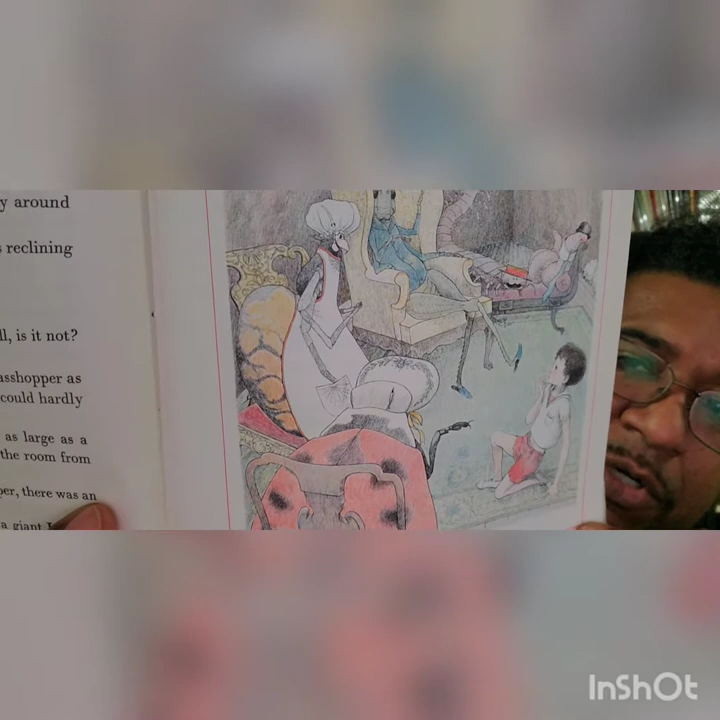 y around
reclining
ll, is it not?
asshopper as
could hardly
as large as a
the room from
per, there was an
a giant
InShOt